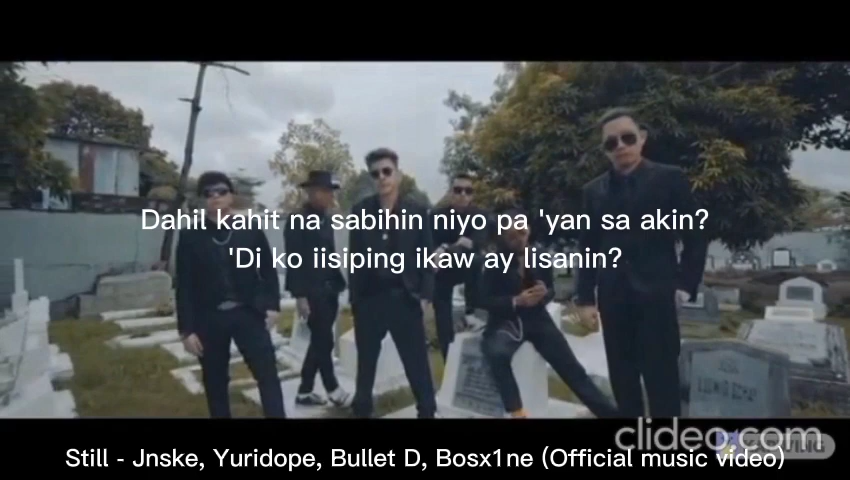 Dahil kahit na sabihin niyo pa 'yan sa akin?
'Di ko iisiping ikaw ay lisanin?
clideo.com
Still - Jnske, Yuridope, Bullet D, Bosx1ne (Official music video)